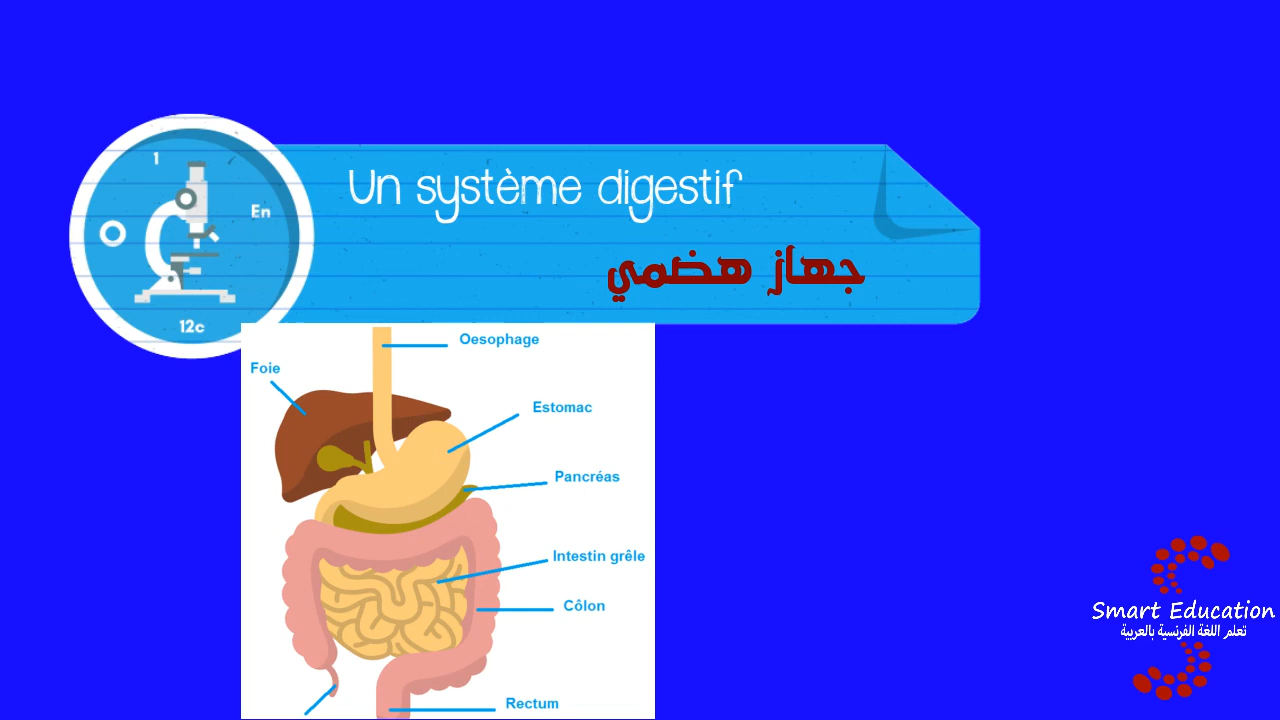 1
En
12c
Un système digestif
جهاز هضمي
Oesophage
Foie
Estomac
Pancréas
Intestin grêle
Côlon
Rectum
Smart Education
تعلم اللغة الفرنسية بالعربية